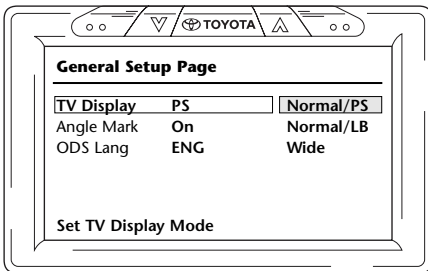 TOYOTA
General Setup Page
TV Display PS Normal/PS
Angle Mark On Normal/LB
ODS Lang ENG Wide
Set TV Display Mode